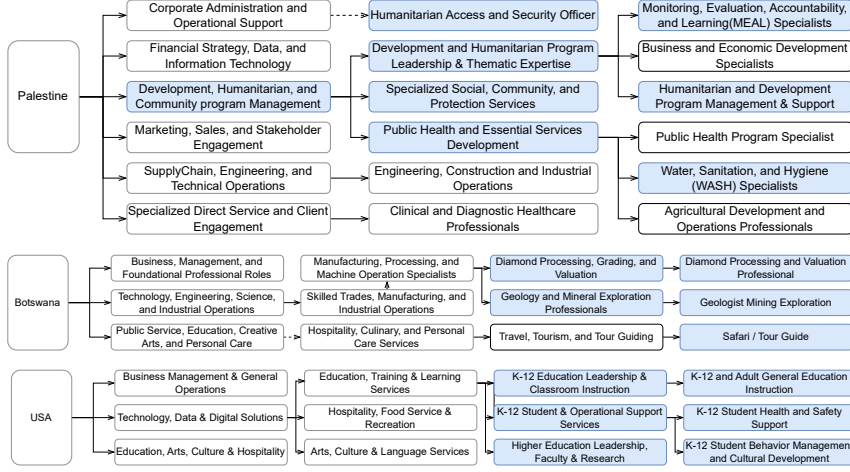 Palestine
Corporate Administration and
Operational Support
Financial Strategy, Data, and
Information Technology
Development, Humanitarian, and
Community program Management
Marketing, Sales, and Stakeholder
Engagement
SupplyChain, Engineering, and
Technical Operations
Specialized Direct Service and Client
Engagement
Humanitarian Access and Security Officer
Development and Humanitarian Program
Leadership & Thematic Expertise
Specialized Social, Community, and
Protection Services
Public Health and Essential Services
Development
Engineering, Construction and Industrial
Operations
Clinical and Diagnostic Healthcare
Professionals
Monitoring, Evaluation, Accountability,
and Learning(MEAL) Specialists
Business and Economic Development
Specialists
Humanitarian and Development
Program Management & Support
Public Health Program Specialist
Water, Sanitation, and Hygiene
(WASH) Specialists
Agricultural Development and
Operations Professionals
Botswana
Business, Management, and
Foundational Professional Roles
Technology, Engineering, Science,
and Industrial Operations
Public Service, Education, Creative
Arts, and Personal Care
Manufacturing, Processing, and
Machine Operation Specialists
Skilled Trades, Manufacturing, and
Industrial Operations
Hospitality, Culinary, and Personal
Care Services
Diamond Processing, Grading, and
Valuation
Geology and Mineral Exploration
Professionals
Travel, Tourism, and Tour Guiding
Diamond Processing and Valuation
Professional
Geologist Mining Exploration
Safari / Tour Guide
USA
Business Management & General
Operations
Technology, Data & Digital Solutions
Education, Arts, Culture & Hospitality
Education, Training & Learning
Services
Hospitality, Food Service &
Recreation
Arts, Culture & Language Services
K-12 Education Leadership &
Classroom Instruction
K-12 Student & Operational Support
Services
Higher Education Leadership,
Faculty & Research
K-12 and Adult General Education
Instruction
K-12 Student Health and Safety
Support
K-12 Student Behavior Management
and Cultural Development